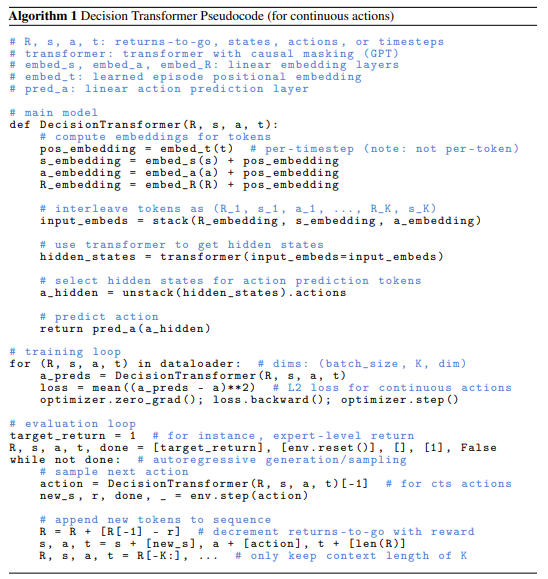 Algorithm 1 Decision Transformer Pseudocode (for continuous actions)
# R, s, a, t: returns-to-go, states, actions, or timesteps
# transformer: transformer with causal masking (GPT)
# embed_s, embed_a, embed_R: linear embedding layers
# embed_t: learned episode positional embedding
# pred_a: linear action prediction layer
# main model
def DecisionTransformer(R, s, a, t):
# compute embeddings for tokens
pos_embedding = embed_t(t) # per-timestep (note: not per-token)
s_embedding = embed_s(s) + pos_embedding
a_embedding = embed_a(a) + pos_embedding
R_embedding = embed_R(R) + pos_embedding
# interleave tokens as (R_1, s_1, a_1, ..., R_K, s_K)
input_embeds = stack(R_embedding, s_embedding, a_embedding)
# use transformer to get hidden states
hidden_states = transformer(input_embeds=input_embeds)
# select hidden states for action prediction tokens
a_hidden = unstack(hidden_states).actions
# predict action
return pred_a(a_hidden)
# training loop
for (R, s, a, t) in dataloader: # dims: (batch_size, K, dim)
a_preds = DecisionTransformer(R, s, a, t)
loss = mean((a_preds - a)**2) # L2 loss for continuous actions
optimizer.zero_grad(); loss.backward(); optimizer.step()
# evaluation loop
target_return = 1 # for instance, expert-level return
R, s, a, t, done = [target_return], [env.reset()], [], [1], False
while not done: # autoregressive generation/sampling
# sample next action
action = DecisionTransformer(R, s, a, t)[-1] # for cts actions
new_s, r, done, _ = env.step(action)
# append new tokens to sequence
R = R + [R[-1] - r] # decrement returns-to-go with reward
s, a, t = s + [new_s], a + [action], t + [len(R)]
R, s, a, t = R[-K:], ... # only keep context length of K